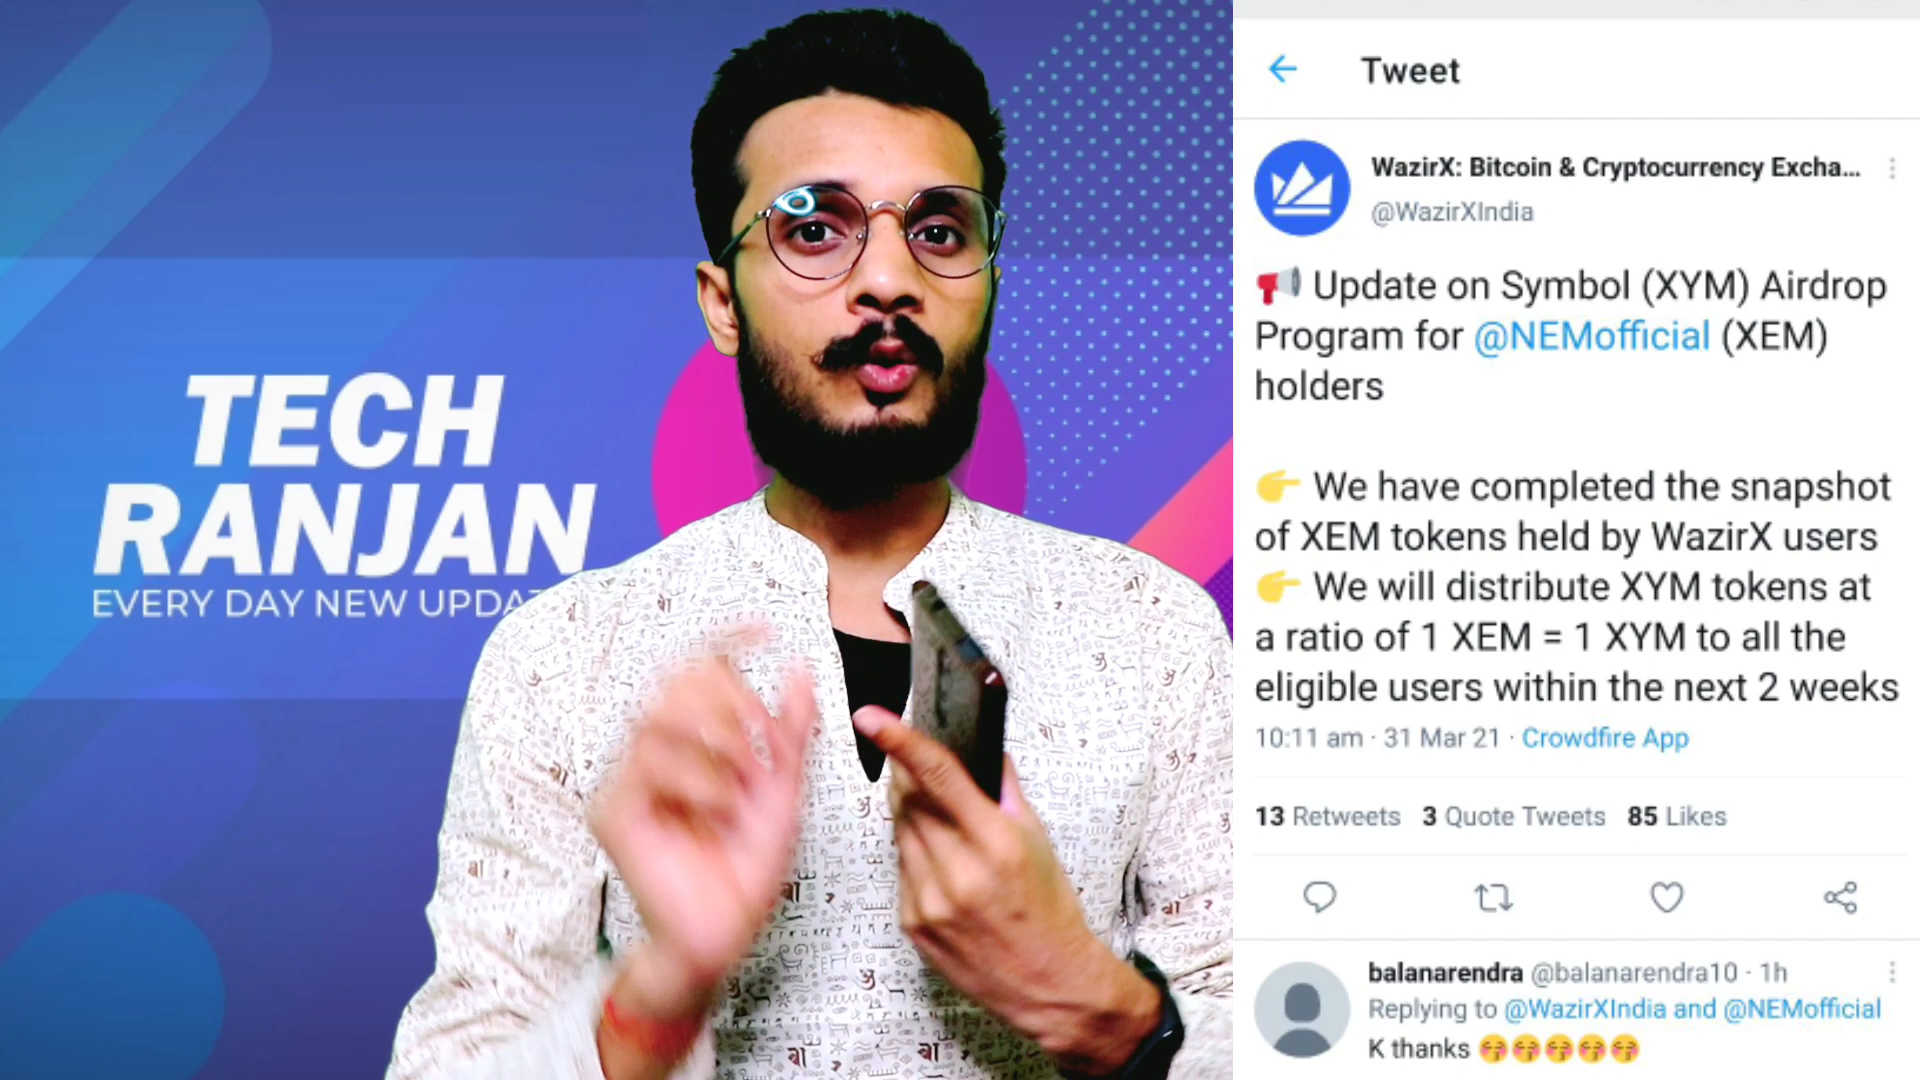 TECH
RANJAN
EVERY DAY NEW UPDA
Tweet
WazirX: Bitcoin & Cryptocurrency Excha...
@WazirXIndia
📢 Update on Symbol (XYM) Airdrop
Program for @NEMofficial (XEM)
holders
👉 We have completed the snapshot
of XEM tokens held by WazirX users
👉 We will distribute XYM tokens at
a ratio of 1 XEM = 1 XYM to all the
eligible users within the next 2 weeks
10:11 am · 31 Mar 21 · Crowdfire App
13 Retweets 3 Quote Tweets 85 Likes
balanarendra @balanarendra10 · 1h
Replying to @WazirXIndia and @NEMofficial
K thanks 😚😚😚😚😚